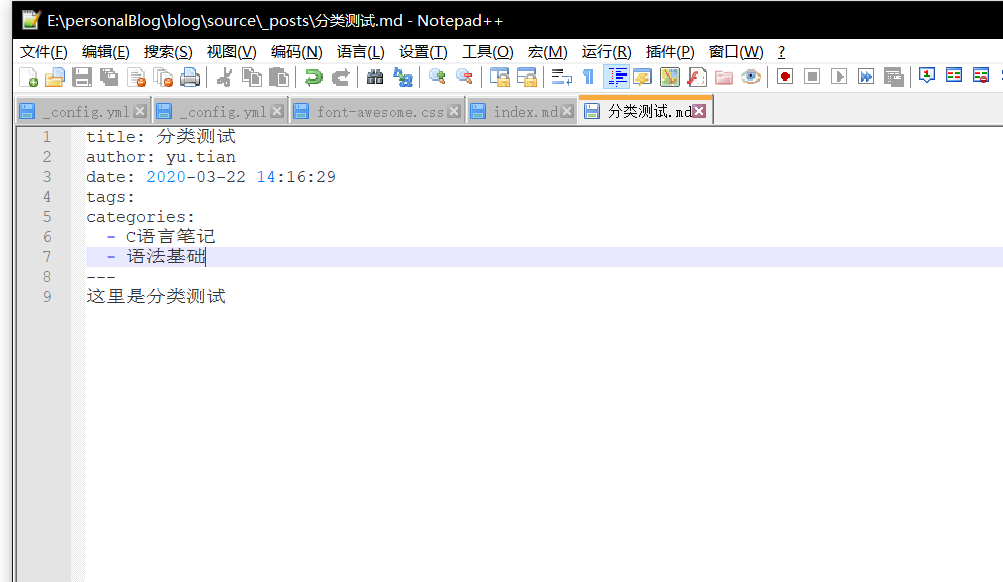 E:\personalBlog\blog\source\_posts\分类测试.md - Notepad++
文件(F) 编辑(E) 搜索(S) 视图(V) 编码(N) 语言(L) 设置(T) 工具(O) 宏(M) 运行(R) 插件(P) 窗口(W) ?
_config.yml _config.yml font-awesome.css index.md 分类测试.md
1 title: 分类测试
2 author: yu.tian
3 date: 2020-03-22 14:16:29
4 tags:
5 categories:
6 - C语言笔记
7 - 语法基础
8 ---
9 这里是分类测试